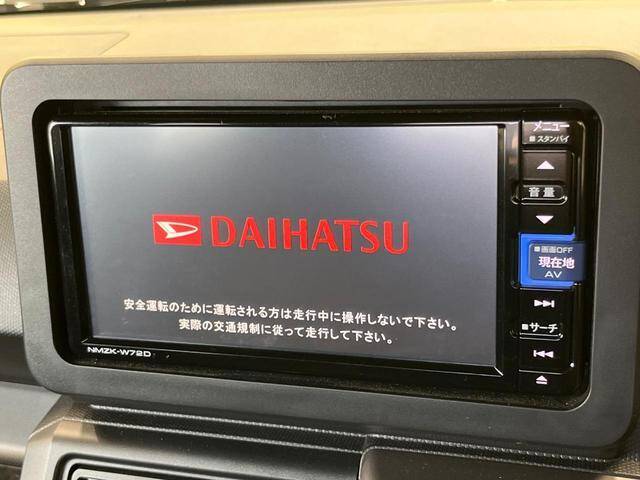 DAIHATSU
安全運転のために運転される方は走行中に操作しないで下さい。
実際の交通規制に従って走行して下さい。
NMZK-W72D
メニュー
スタンバイ
音量
画面OFF
現在地
AV
サーチ